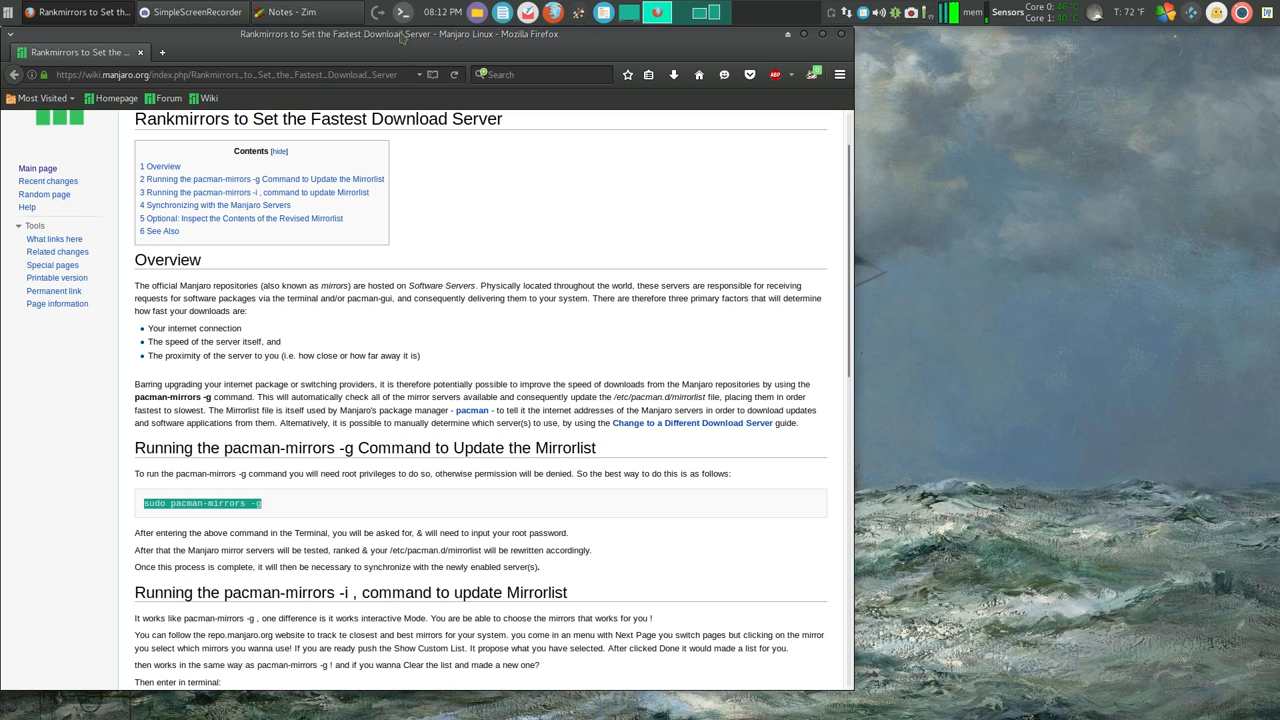 Rankmirrors to Set th...
SimpleScreenRecorder
Notes - Zim
08:12 PM
mem
Sensors
Core 0: 46°C
Core 1: 40°C
T: 72°F
Rankmirrors to Set the Fastest Download Server - Manjaro Linux - Mozilla Firefox
Rankmirrors to Set the ...
https://wiki.manjaro.org/index.php/Rankmirrors_to_Set_the_Fastest_Download_Server
Search
ABP
Most Visited
Homepage
Forum
Wiki
Main page
Recent changes
Random page
Help
Tools
What links here
Related changes
Special pages
Printable version
Permanent link
Page information
Rankmirrors to Set the Fastest Download Server
Contents [hide]
1 Overview
2 Running the pacman-mirrors -g Command to Update the Mirrorlist
3 Running the pacman-mirrors -i , command to update Mirrorlist
4 Synchronizing with the Manjaro Servers
5 Optional: Inspect the Contents of the Revised Mirrorlist
6 See Also
Overview
The official Manjaro repositories (also known as mirrors) are hosted on Software Servers. Physically located throughout the world, these servers are responsible for receiving
requests for software packages via the terminal and/or pacman-gui, and consequently delivering them to your system. There are therefore three primary factors that will determine
how fast your downloads are:
• Your internet connection
• The speed of the server itself, and
• The proximity of the server to you (i.e. how close or how far away it is)
Barring upgrading your internet package or switching providers, it is therefore potentially possible to improve the speed of downloads from the Manjaro repositories by using the
pacman-mirrors -g command. This will automatically check all of the mirror servers available and consequently update the /etc/pacman.d/mirrorlist file, placing them in order
fastest to slowest. The Mirrorlist file is itself used by Manjaro's package manager - pacman - to tell it the internet addresses of the Manjaro servers in order to download updates
and software applications from them. Alternatively, it is possible to manually determine which server(s) to use, by using the Change to a Different Download Server guide.
Running the pacman-mirrors -g Command to Update the Mirrorlist
To run the pacman-mirrors -g command you will need root privileges to do so, otherwise permission will be denied. So the best way to do this is as follows:
sudo pacman-mirrors -g
After entering the above command in the Terminal, you will be asked for, & will need to input your root password.
After that the Manjaro mirror servers will be tested, ranked & your /etc/pacman.d/mirrorlist will be rewritten accordingly.
Once this process is complete, it will then be necessary to synchronize with the newly enabled server(s).
Running the pacman-mirrors -i , command to update Mirrorlist
It works like pacman-mirrors -g , one difference is it works interactive Mode. You are be able to choose the mirrors that works for you !
You can follow the repo.manjaro.org website to track te closest and best mirrors for your system. you come in an menu with Next Page you switch pages but clicking on the mirror
you select which mirrors you wanna use! If you are ready push the Show Custom List. It propose what you have selected. After clicked Done it would made a list for you.
then works in the same way as pacman-mirrors -g ! and if you wanna Clear the list and made a new one?
Then enter in terminal: